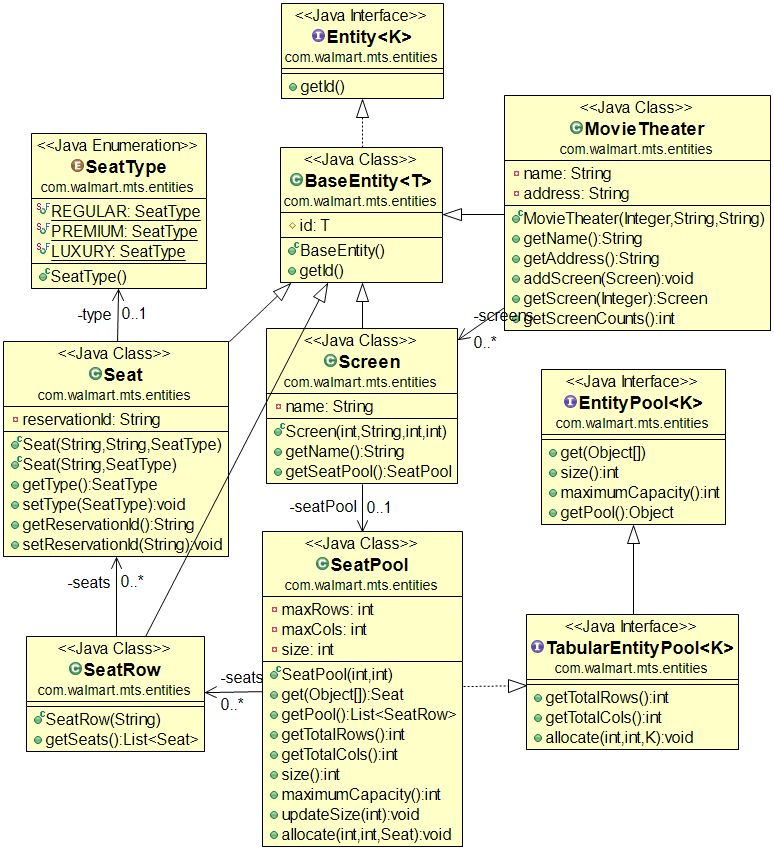 <<Java Interface>>
Entity<K>
com.walmart.mts.entities
getId()
<<Java Class>>
MovieTheater
com.walmart.mts.entities
name: String
address: String
MovieTheater(Integer,String,String)
getName():String
getAddress():String
addScreen(Screen):void
getScreen(Integer):Screen
getScreenCounts():int
<<Java Enumeration>>
SeatType
com.walmart.mts.entities
REGULAR: SeatType
PREMIUM: SeatType
LUXURY: SeatType
SeatType()
<<Java Class>>
BaseEntity<T>
com.walmart.mts.entities
id: T
BaseEntity()
getId()
-type 0..1
-screens
0..*
<<Java Class>>
Seat
com.walmart.mts.entities
reservationId: String
Seat(String,String,SeatType)
Seat(String,SeatType)
getType():SeatType
setType(SeatType):void
getReservationId():String
setReservationId(String):void
<<Java Class>>
Screen
com.walmart.mts.entities
name: String
Screen(int,String,int,int)
getName():String
getSeatPool():SeatPool
<<Java Interface>>
EntityPool<K>
com.walmart.mts.entities
get(Object[])
size():int
maximumCapacity():int
getPool():Object
-seatPool 0..1
-seats 0..*
<<Java Class>>
SeatPool
com.walmart.mts.entities
maxRows: int
maxCols: int
size: int
SeatPool(int,int)
get(Object[]):Seat
getPool():List<SeatRow>
getTotalRows():int
getTotalCols():int
size():int
maximumCapacity():int
updateSize(int):void
allocate(int,int,Seat):void
<<Java Class>>
SeatRow
com.walmart.mts.entities
SeatRow(String)
getSeats():List<Seat>
-seats
0..*
<<Java Interface>>
TabularEntityPool<K>
com.walmart.mts.entities
getTotalRows():int
getTotalCols():int
allocate(int,int,K):void